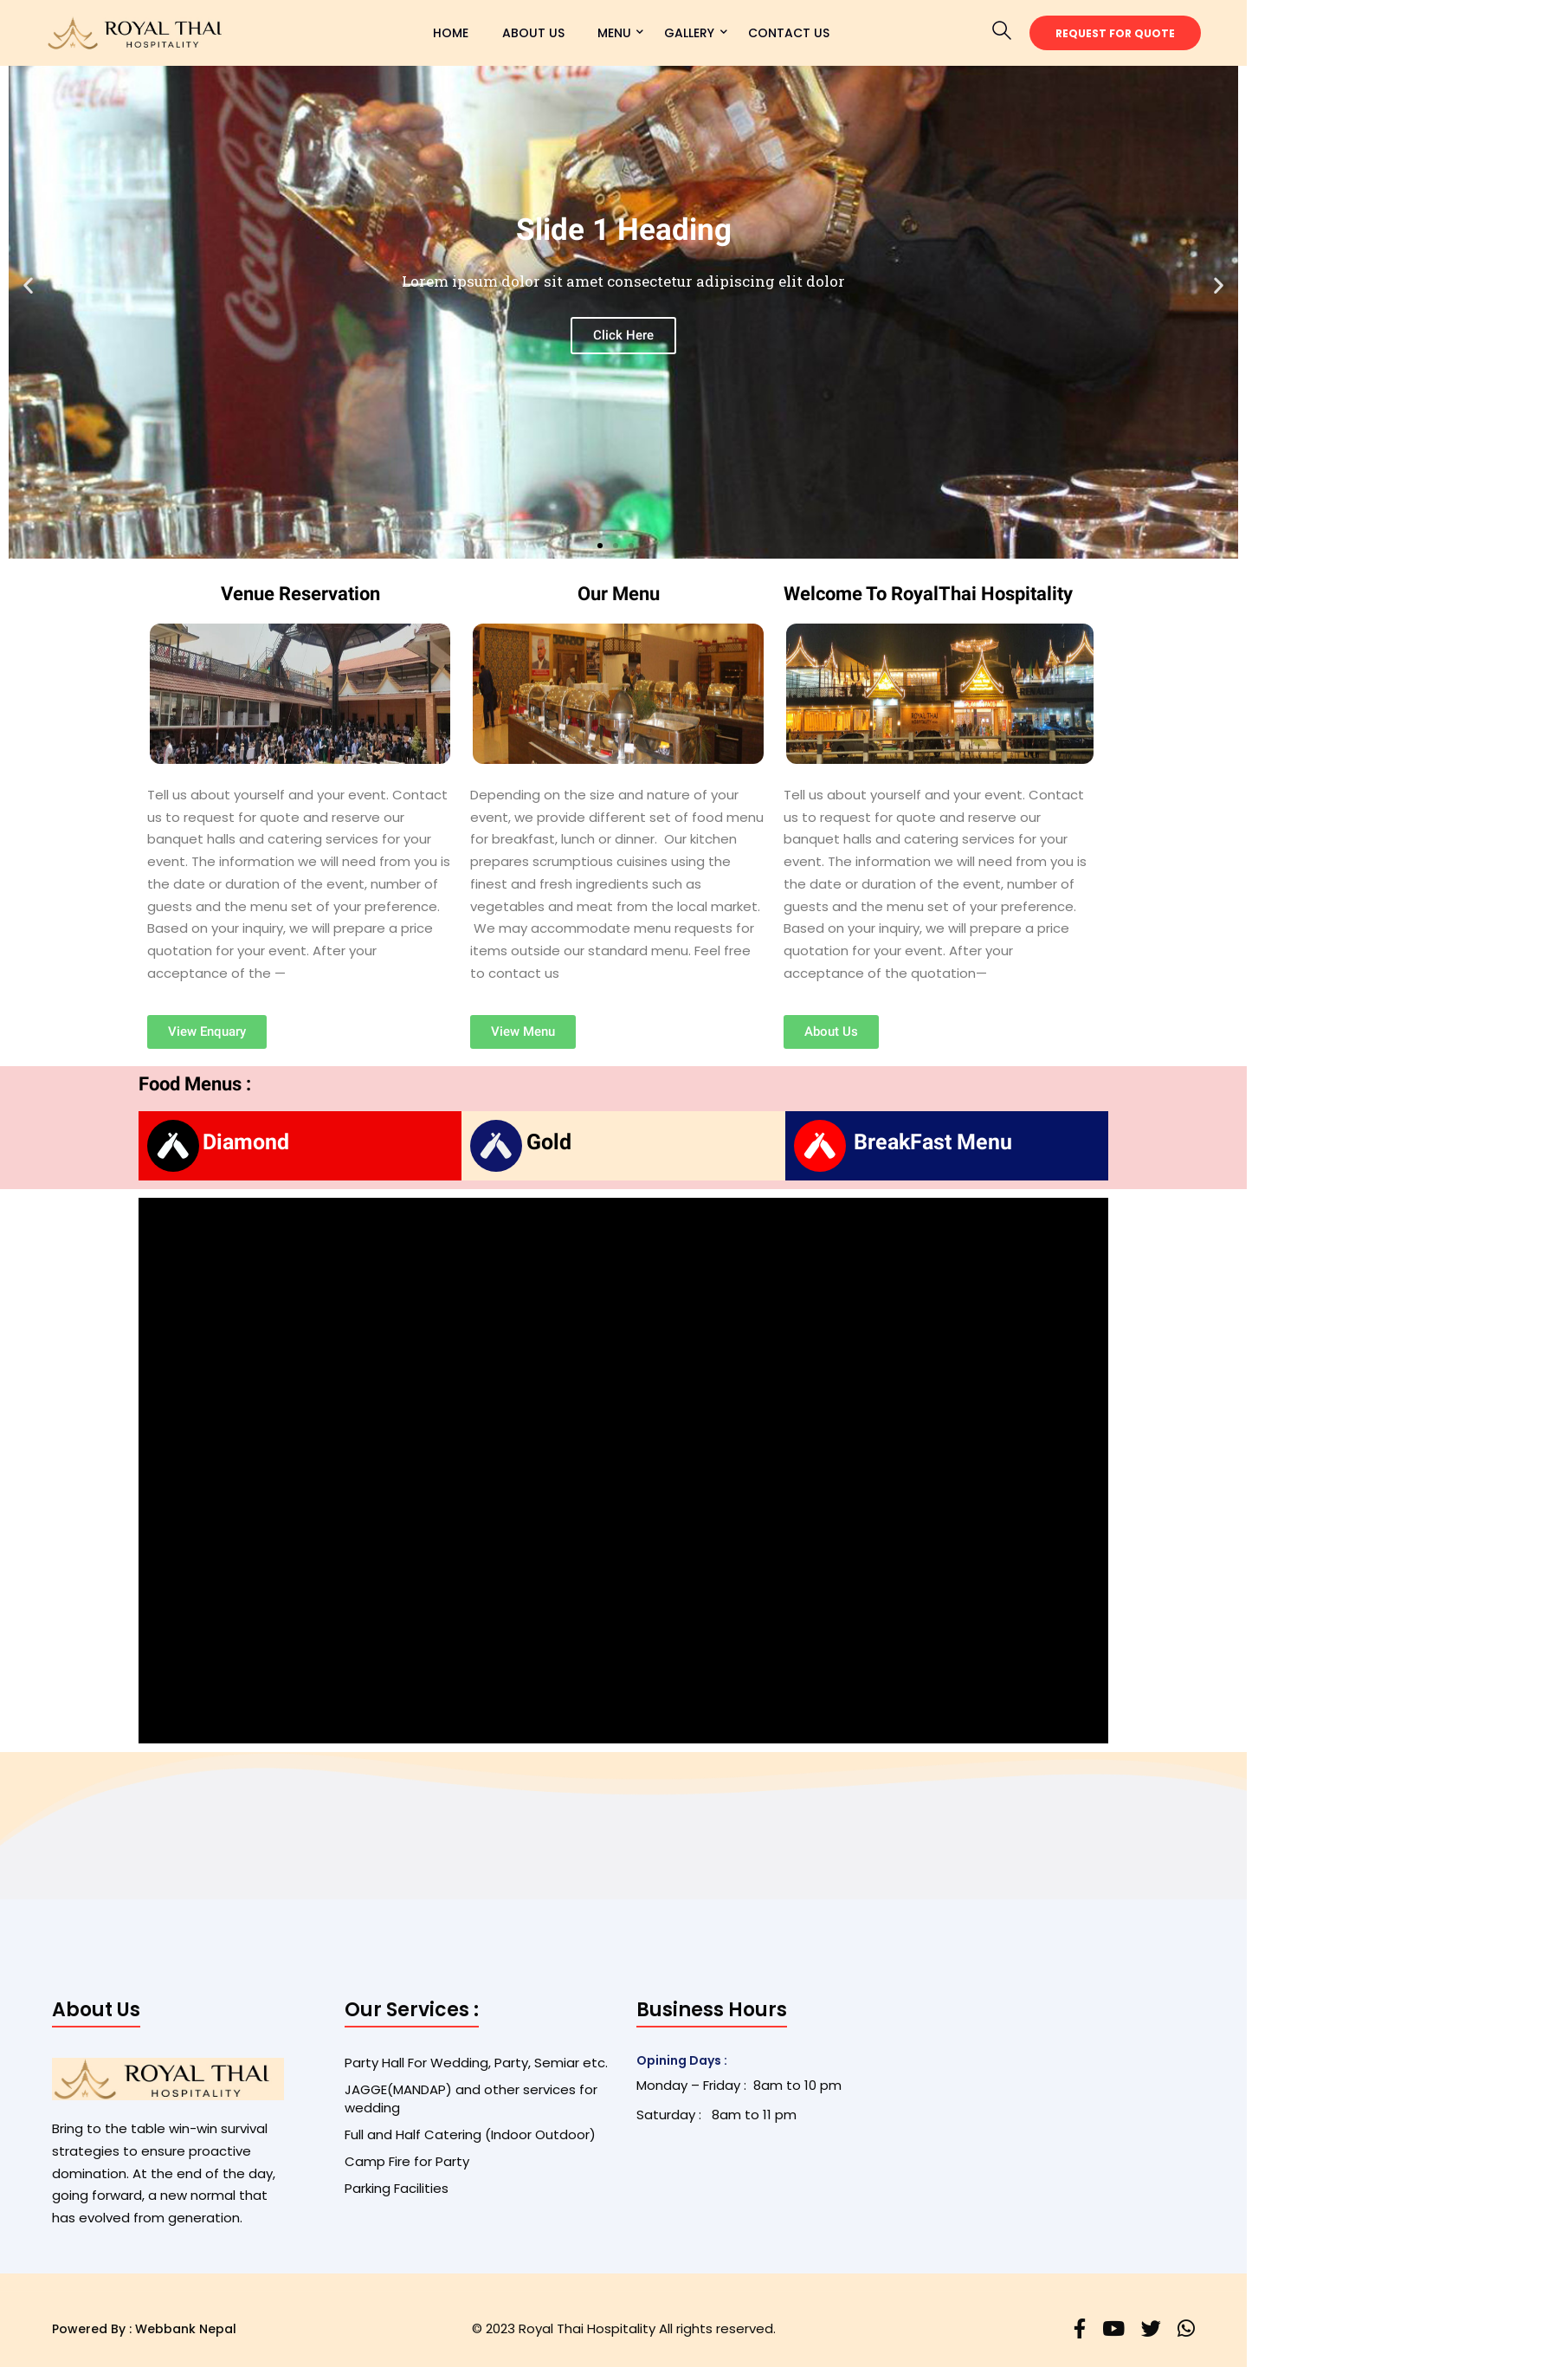 ROYAL THAI
HOSPITALITY
HOME
ABOUT US
MENU
GALLERY
CONTACT US
REQUEST FOR QUOTE
Coca-Cola
Coca-Cola
Coca-Cola
Slide 1 Heading
Lorem ipsum dolor sit amet consectetur adipiscing elit dolor
Click Here
Venue Reservation
Tell us about yourself and your event. Contact
us to request for quote and reserve our
banquet halls and catering services for your
event. The information we will need from you is
the date or duration of the event, number of
guests and the menu set of your preference.
Based on your inquiry, we will prepare a price
quotation for your event. After your
acceptance of the —
View Enquary
Our Menu
Depending on the size and nature of your
event, we provide different set of food menu
for breakfast, lunch or dinner.  Our kitchen
prepares scrumptious cuisines using the
finest and fresh ingredients such as
vegetables and meat from the local market.
We may accommodate menu requests for
items outside our standard menu. Feel free
to contact us
View Menu
Welcome To RoyalThai Hospitality
ROYAL THAI
Tell us about yourself and your event. Contact
us to request for quote and reserve our
banquet halls and catering services for your
event. The information we will need from you is
the date or duration of the event, number of
guests and the menu set of your preference.
Based on your inquiry, we will prepare a price
quotation for your event. After your
acceptance of the quotation—
About Us
Food Menus :
Diamond
Gold
BreakFast Menu
About Us
ROYAL THAI
HOSPITALITY
Bring to the table win-win survival
strategies to ensure proactive
domination. At the end of the day,
going forward, a new normal that
has evolved from generation.
Our Services :
Party Hall For Wedding, Party, Semiar etc.
JAGGE(MANDAP) and other services for
wedding
Full and Half Catering (Indoor Outdoor)
Camp Fire for Party
Parking Facilities
Business Hours
Opining Days :
Monday – Friday :  8am to 10 pm
Saturday :   8am to 11 pm
Powered By : Webbank Nepal
© 2023 Royal Thai Hospitality All rights reserved.